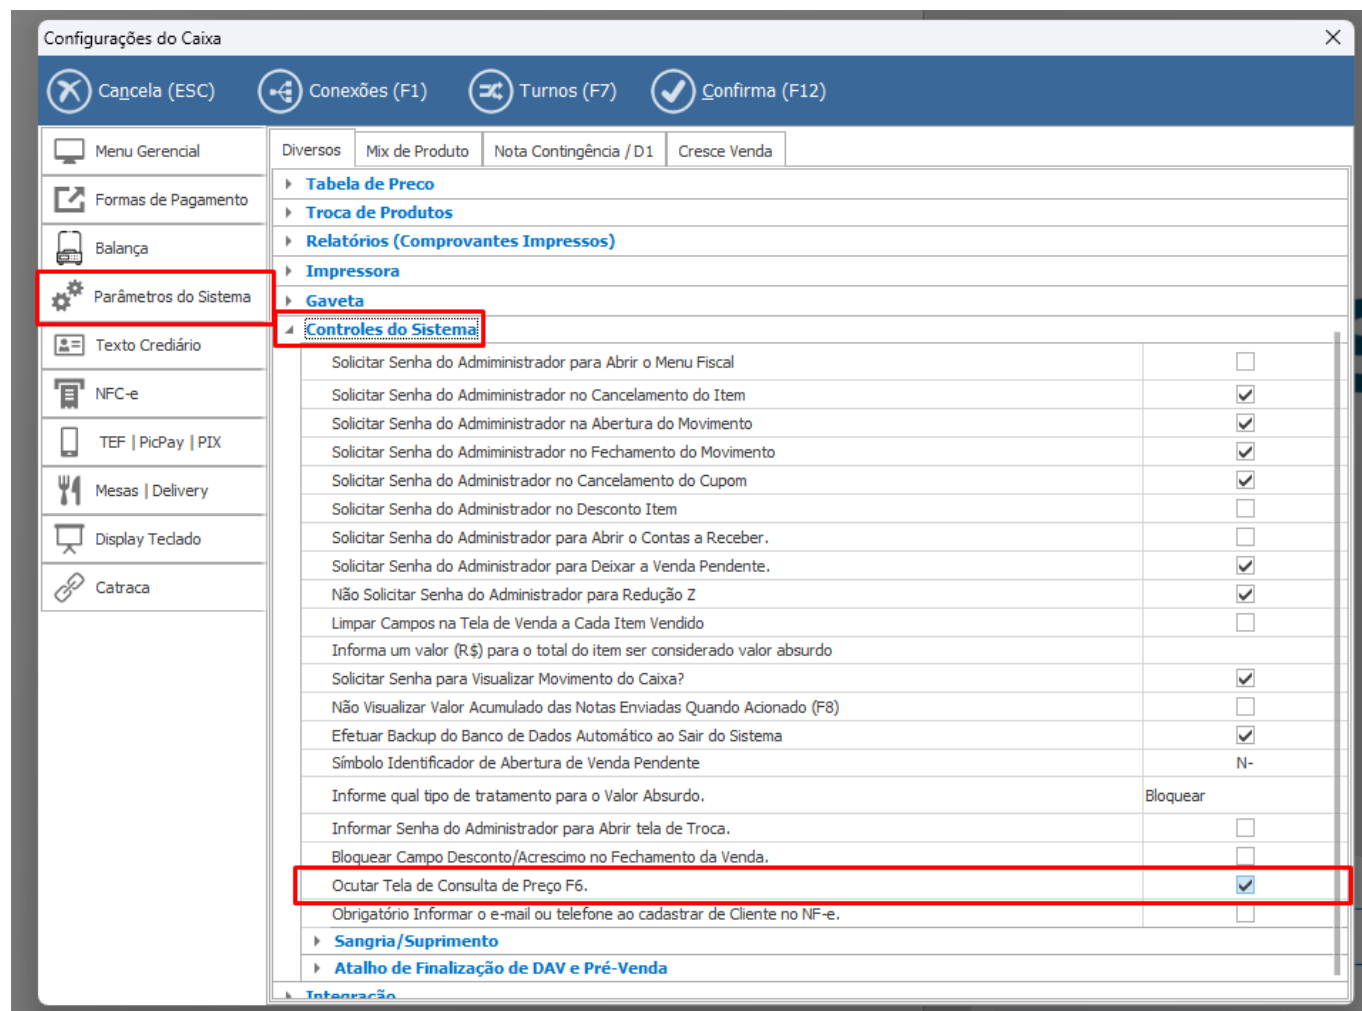 Configurações do Caixa
Cancela (ESC)
Conexões (F1)
Turnos (F7)
Confirma (F12)
Menu Gerencial
Formas de Pagamento
Balança
Parâmetros do Sistema
Texto Crediário
NFC-e
TEF | PicPay | PIX
Mesas | Delivery
Display Teclado
Catraca
Diversos
Mix de Produto
Nota Contingência / D1
Cresce Venda
Tabela de Preco
Troca de Produtos
Relatórios (Comprovantes Impressos)
Impressora
Gaveta
Controles do Sistema
Solicitar Senha do Admiministrador para Abrir o Menu Fiscal
Solicitar Senha do Admiministrador no Cancelamento do Item
Solicitar Senha do Admiministrador na Abertura do Movimento
Solicitar Senha do Admiministrador no Fechamento do Movimento
Solicitar Senha do Administrador no Cancelamento do Cupom
Solicitar Senha do Administrador no Desconto Item
Solicitar Senha do Administrador para Abrir o Contas a Receber.
Solicitar Senha do Administrador para Deixar a Venda Pendente.
Não Solicitar Senha do Administrador para Redução Z
Limpar Campos na Tela de Venda a Cada Item Vendido
Informa um valor (R$) para o total do item ser considerado valor absurdo
Solicitar Senha para Visualizar Movimento do Caixa?
Não Visualizar Valor Acumulado das Notas Enviadas Quando Acionado (F8)
Efetuar Backup do Banco de Dados Automático ao Sair do Sistema
Símbolo Identificador de Abertura de Venda Pendente N-
Informe qual tipo de tratamento para o Valor Absurdo. Bloquear
Informar Senha do Administrador para Abrir tela de Troca.
Bloquear Campo Desconto/Acrescimo no Fechamento da Venda.
Ocutar Tela de Consulta de Preço F6.
Obrigatório Informar o e-mail ou telefone ao cadastrar de Cliente no NF-e.
Sangria/Suprimento
Atalho de Finalização de DAV e Pré-Venda
Integração